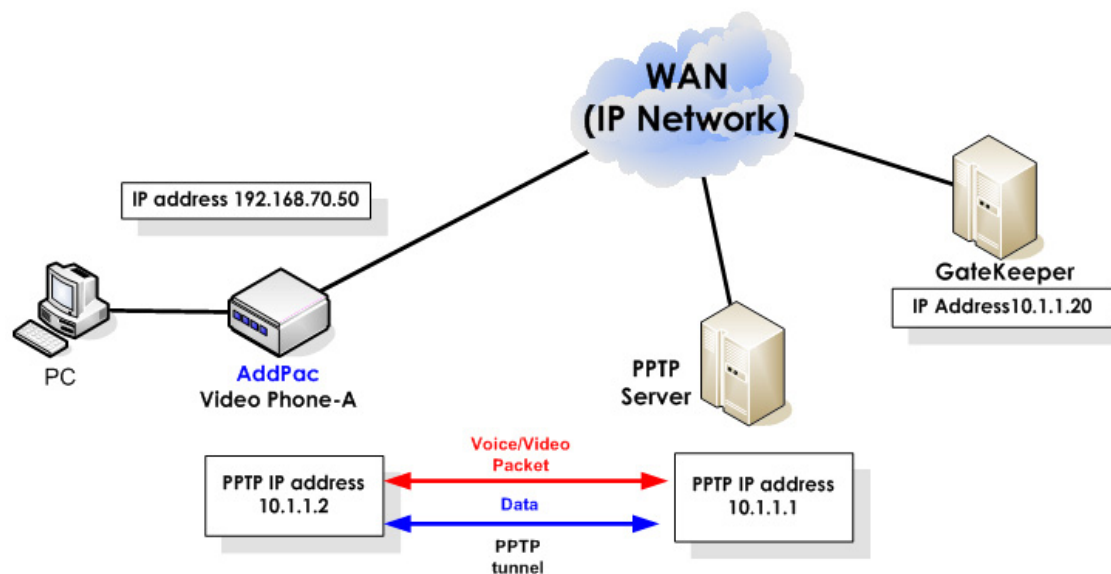 WAN
(IP Network)
IP address 192.168.70.50
GateKeeper
IP Address10.1.1.20
PC
AddPac
Video Phone-A
PPTP
Server
Voice/Video
Packet
PPTP IP address
10.1.1.2
PPTP IP address
10.1.1.1
Data
PPTP
tunnel